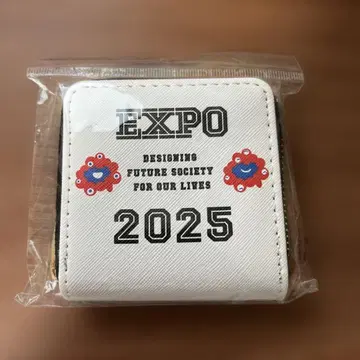 EXPO
DESIGNING
FUTURE SOCIETY
FOR OUR LIVES
2025